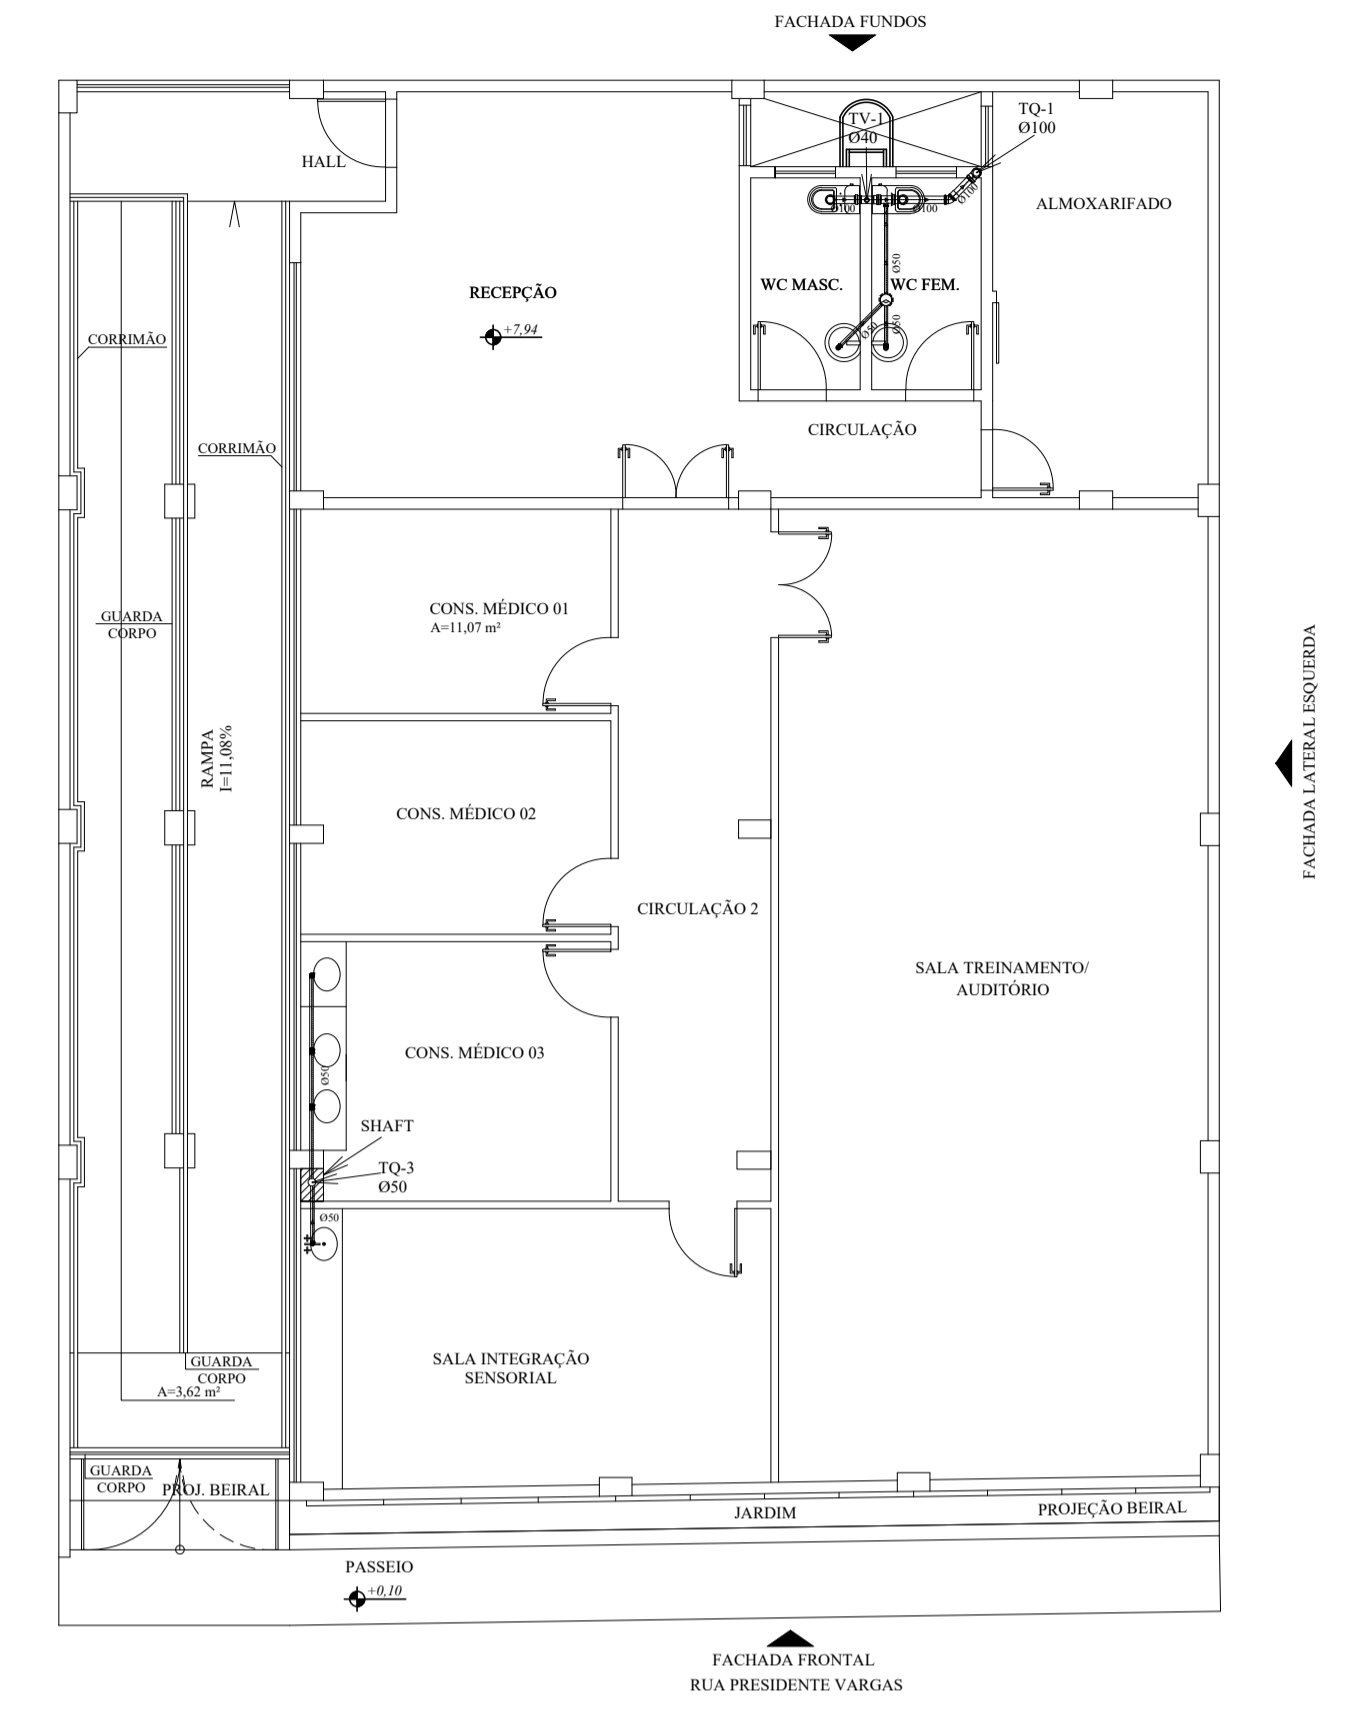 FACHADA FUNDOS
TQ-1
Ø100
TV-1
Ø40
HALL
Ø100
Ø100
Ø100
ALMOXARIFADO
RECEPÇÃO
+7,94
WC MASC.
WC FEM.
Ø50
Ø50
Ø50
CORRIMÃO
CORRIMÃO
CIRCULAÇÃO
CONS. MÉDICO 01
A=11,07 m²
GUARDA
CORPO
FACHADA LATERAL ESQUERDA
RAMPA
I=11,08%
CONS. MÉDICO 02
CIRCULAÇÃO 2
SALA TREINAMENTO/
AUDITÓRIO
CONS. MÉDICO 03
Ø50
SHAFT
TQ-3
Ø50
Ø50
SALA INTEGRAÇÃO
SENSORIAL
GUARDA
CORPO
A=3,62 m²
GUARDA
CORPO
PROJ. BEIRAL
JARDIM
PROJEÇÃO BEIRAL
PASSEIO
+0,10
FACHADA FRONTAL
RUA PRESIDENTE VARGAS